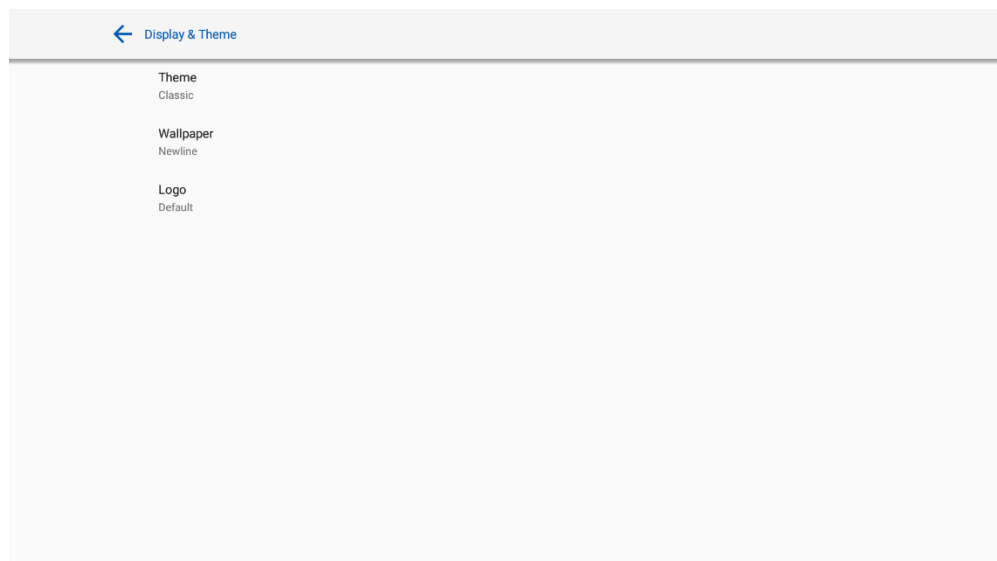 Display & Theme
Theme
Classic
Wallpaper
Newline
Logo
Default